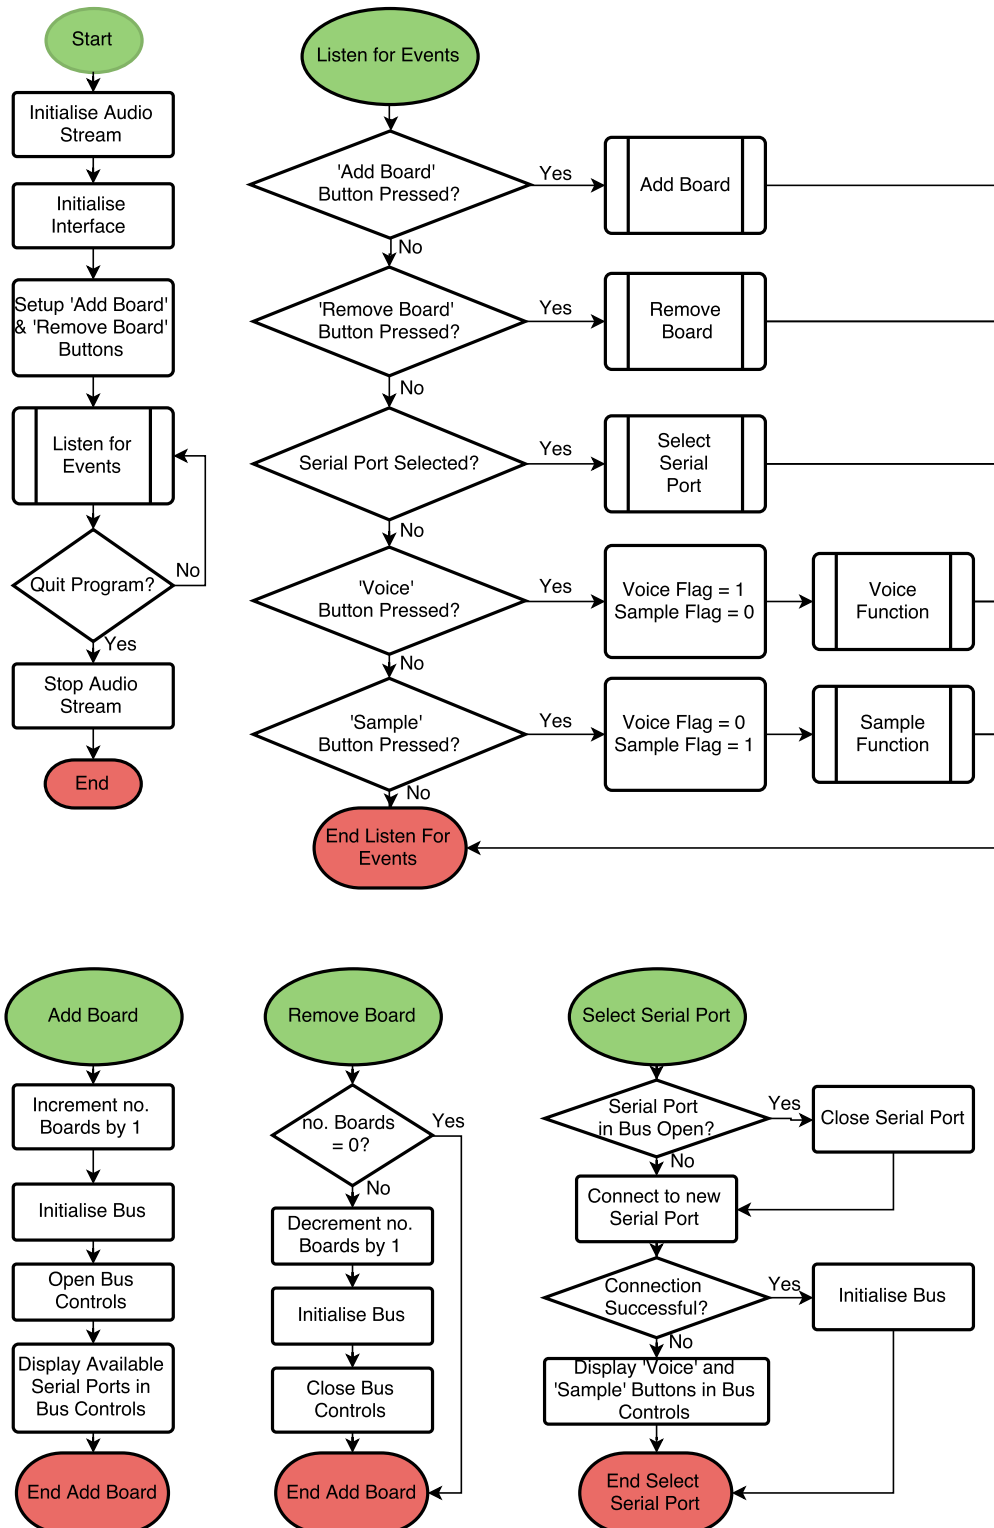 Start
Initialise Audio
Stream
Initialise
Interface
Setup 'Add Board'
& 'Remove Board'
Buttons
Listen for
Events
Quit Program?
No
Yes
Stop Audio
Stream
End
Listen for Events
'Add Board'
Button Pressed?
Yes
Add Board
No
'Remove Board'
Button Pressed?
Yes
Remove
Board
No
Serial Port Selected?
Yes
Select
Serial
Port
No
'Voice'
Button Pressed?
Yes
Voice Flag = 1
Sample Flag = 0
Voice
Function
No
'Sample'
Button Pressed?
Yes
Voice Flag = 0
Sample Flag = 1
Sample
Function
No
End Listen For
Events
Add Board
Increment no.
Boards by 1
Initialise Bus
Open Bus
Controls
Display Available
Serial Ports in
Bus Controls
End Add Board
Remove Board
no. Boards
= 0?
Yes
No
Decrement no.
Boards by 1
Initialise Bus
Close Bus
Controls
End Add Board
Select Serial Port
Serial Port
in Bus Open?
Yes
Close Serial Port
No
Connect to new
Serial Port
Connection
Successful?
Yes
Initialise Bus
No
Display 'Voice' and
'Sample' Buttons in Bus
Controls
End Select
Serial Port